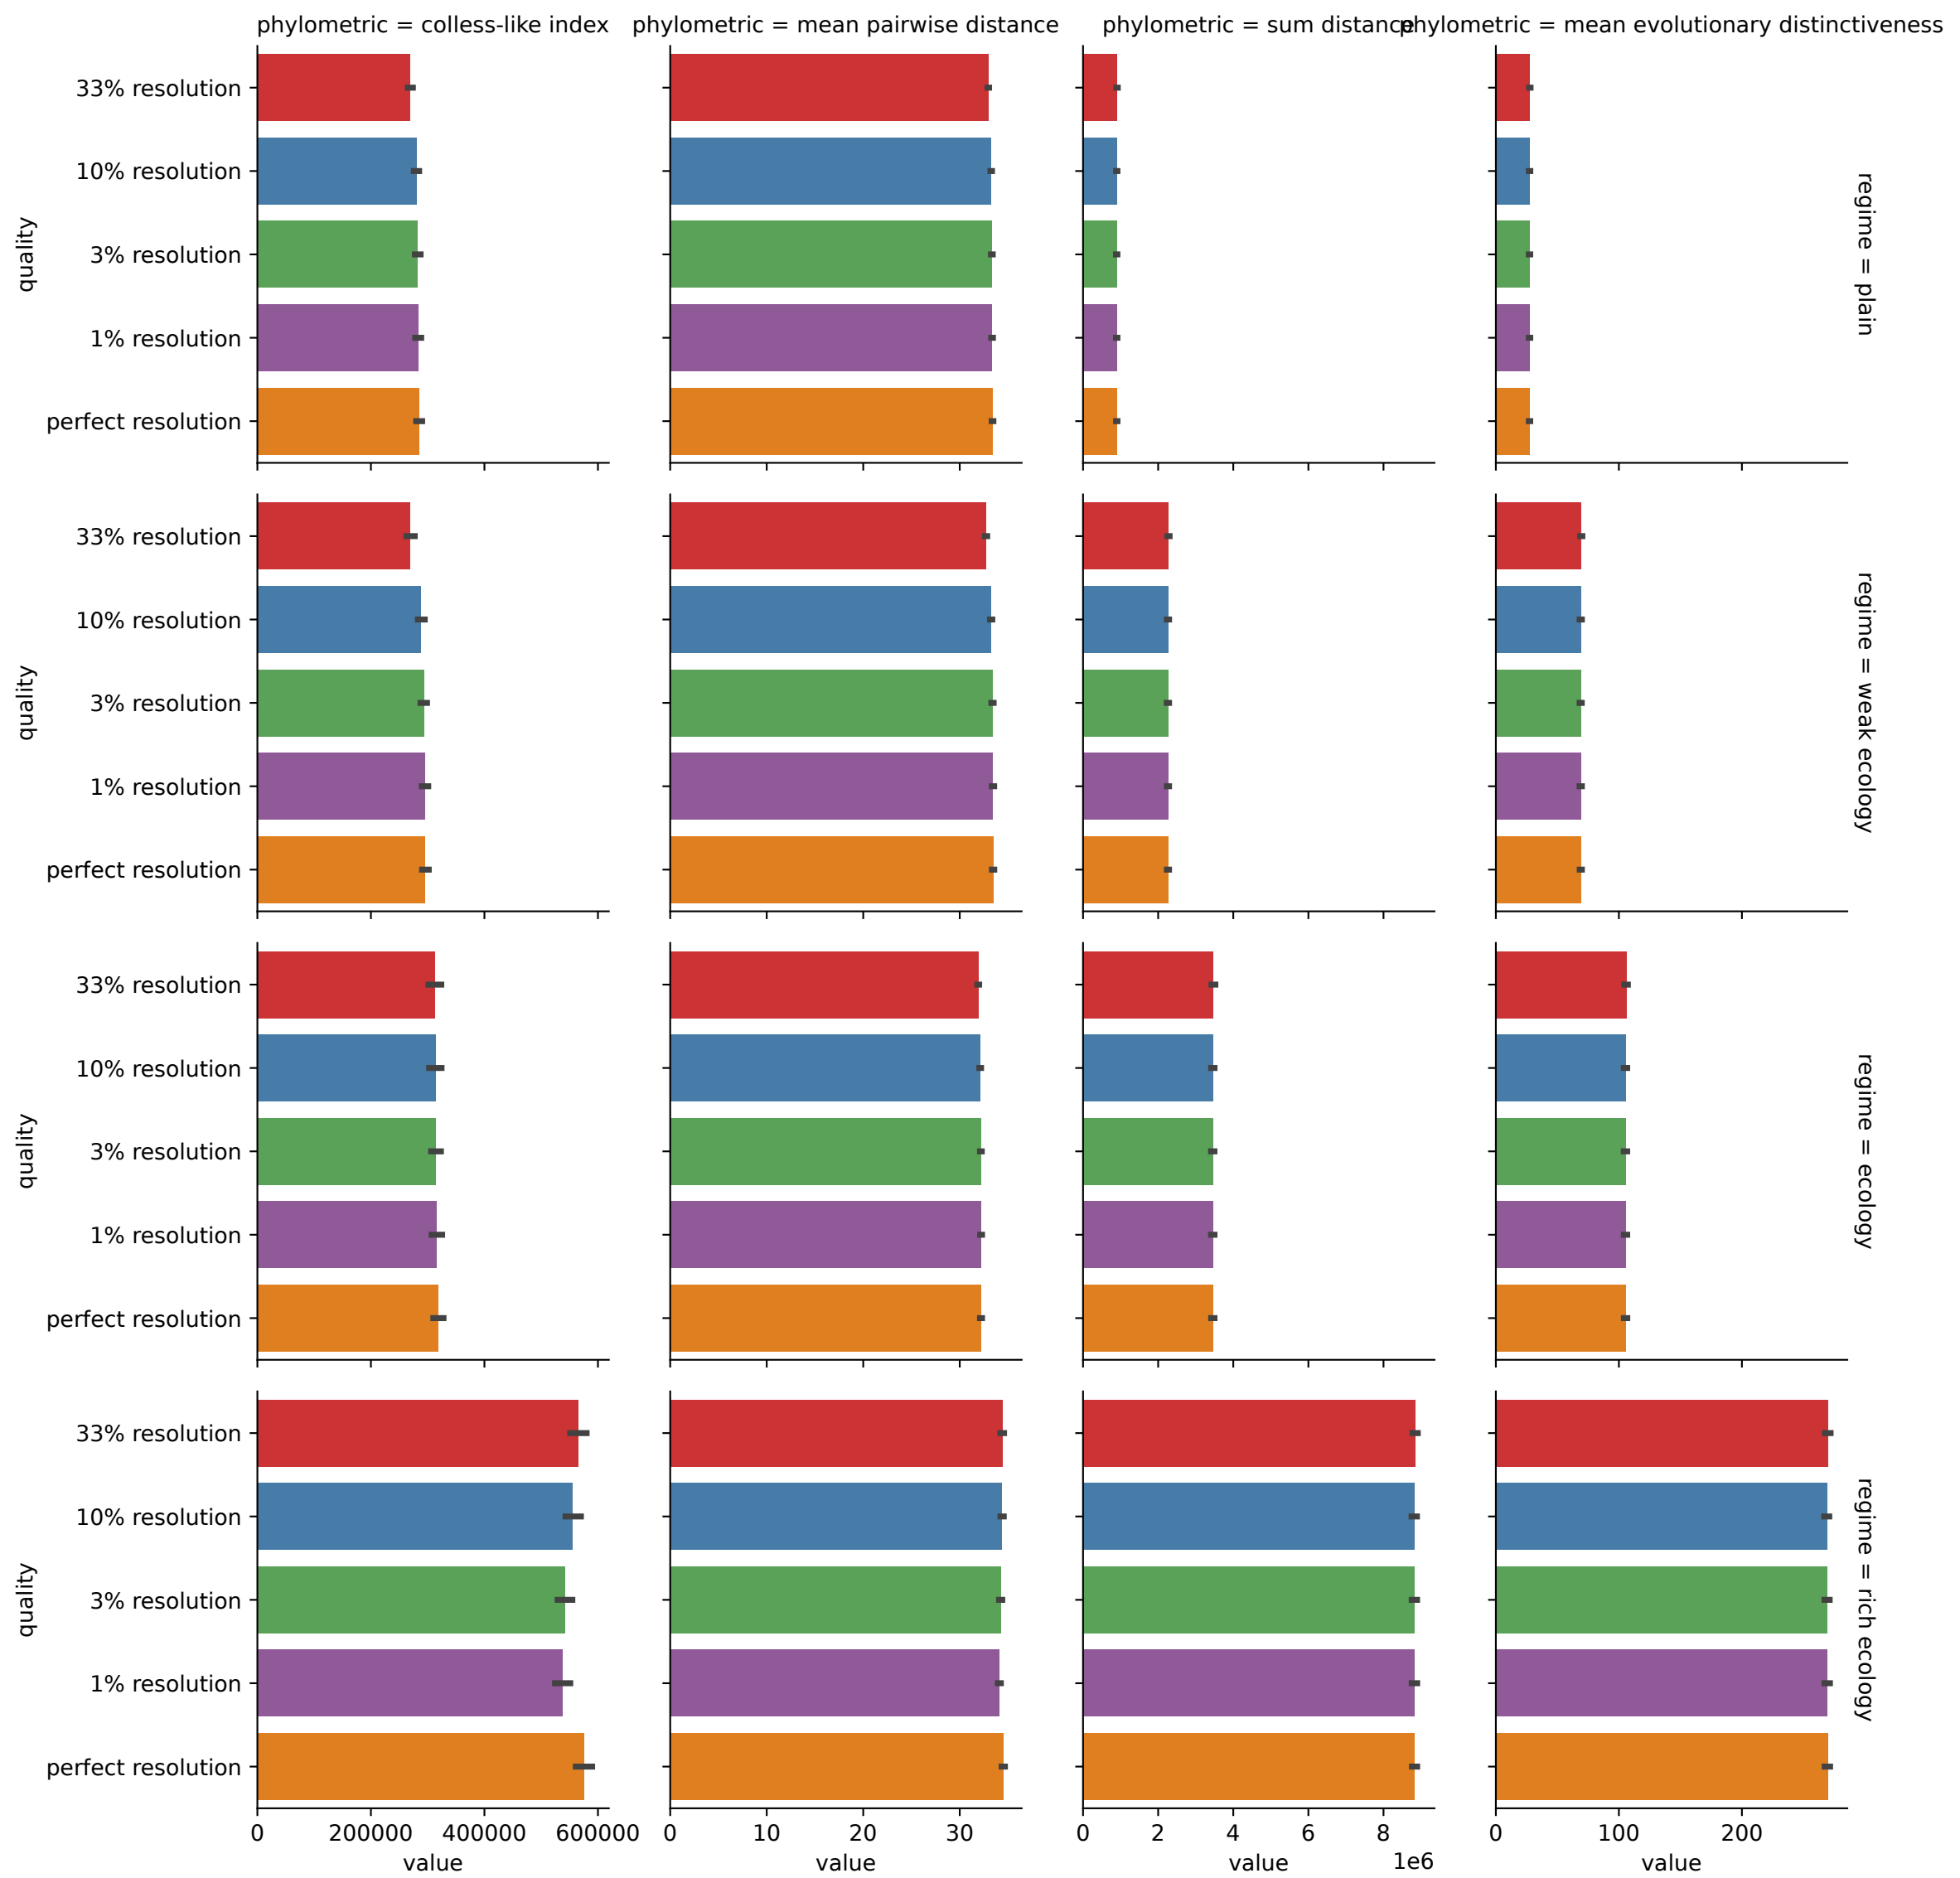 phylometric = colless-like index
phylometric = mean pairwise distance
phylometric = sum distance
phylometric = mean evolutionary distinctiveness
quality
33% resolution
10% resolution
3% resolution
1% resolution
perfect resolution
regime = plain
quality
33% resolution
10% resolution
3% resolution
1% resolution
perfect resolution
regime = weak ecology
quality
33% resolution
10% resolution
3% resolution
1% resolution
perfect resolution
regime = ecology
quality
33% resolution
10% resolution
3% resolution
1% resolution
perfect resolution
regime = rich ecology
0 200000 400000 600000
value
0 10 20 30
value
0 2 4 6 8
value
1e6
0 100 200
value